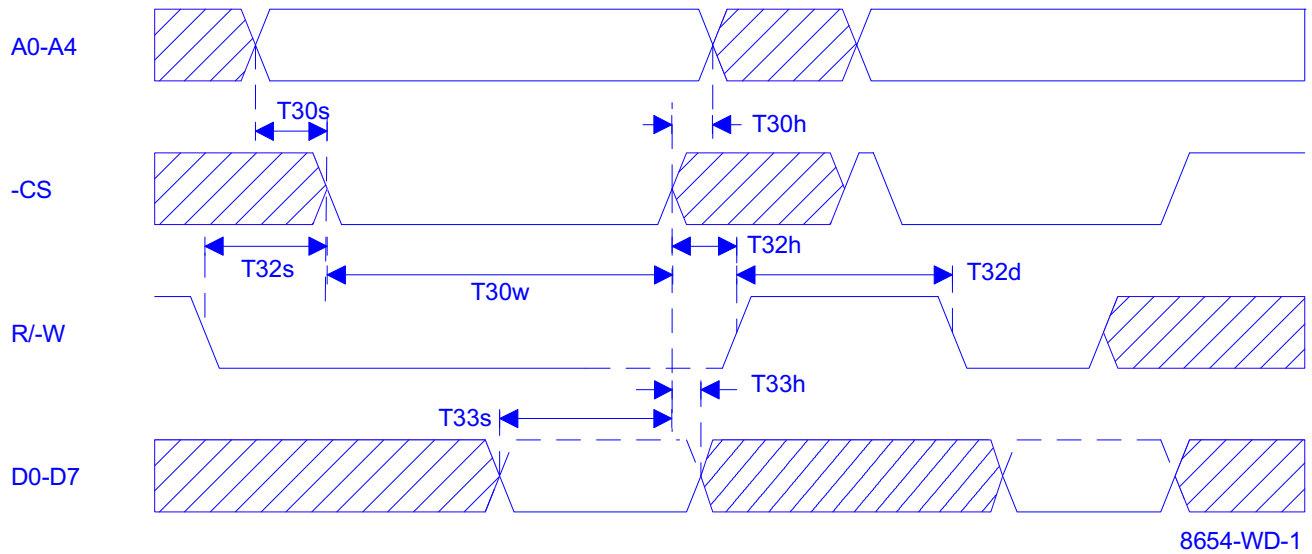 A0-A4
T30s
T30h
-CS
T32s
T32h
T30w
T32d
R/-W
T33h
T33s
D0-D7
8654-WD-1